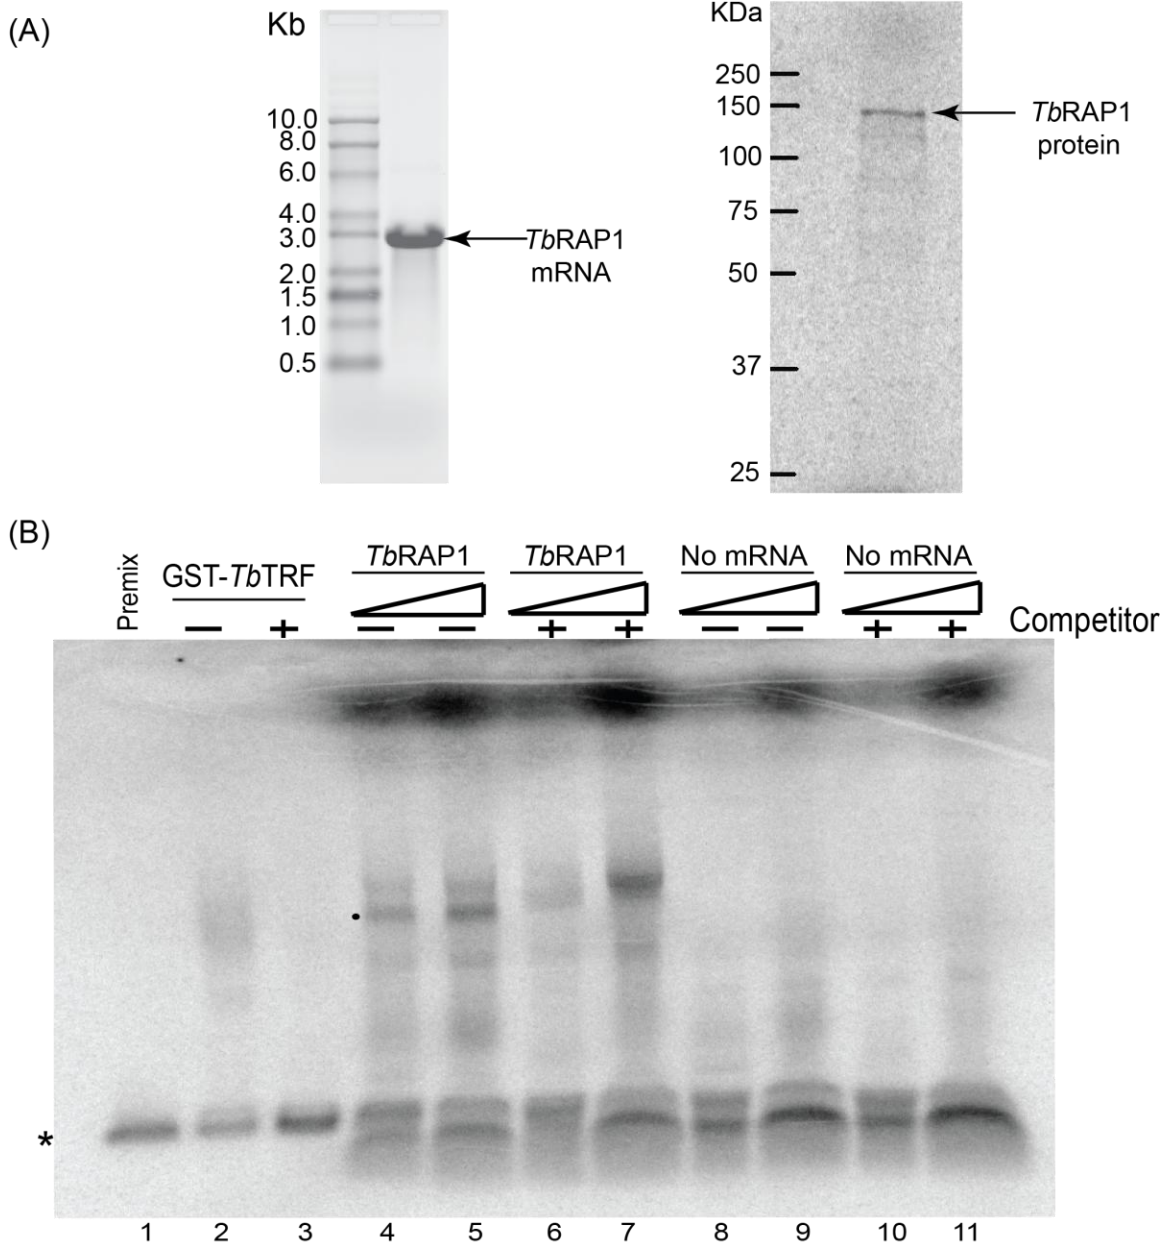 (A)
Kb
10.0
8.0
6.0
4.0
3.0
2.0
1.5
1.0
0.5
TbRAP1
mRNA
KDa
250
150
100
75
50
37
25
TbRAP1
protein
(B)
Premix
GST-TbTRF
TbRAP1
TbRAP1
No mRNA
No mRNA
— + — — + + — — + + Competitor
*
1 2 3 4 5 6 7 8 9 10 11